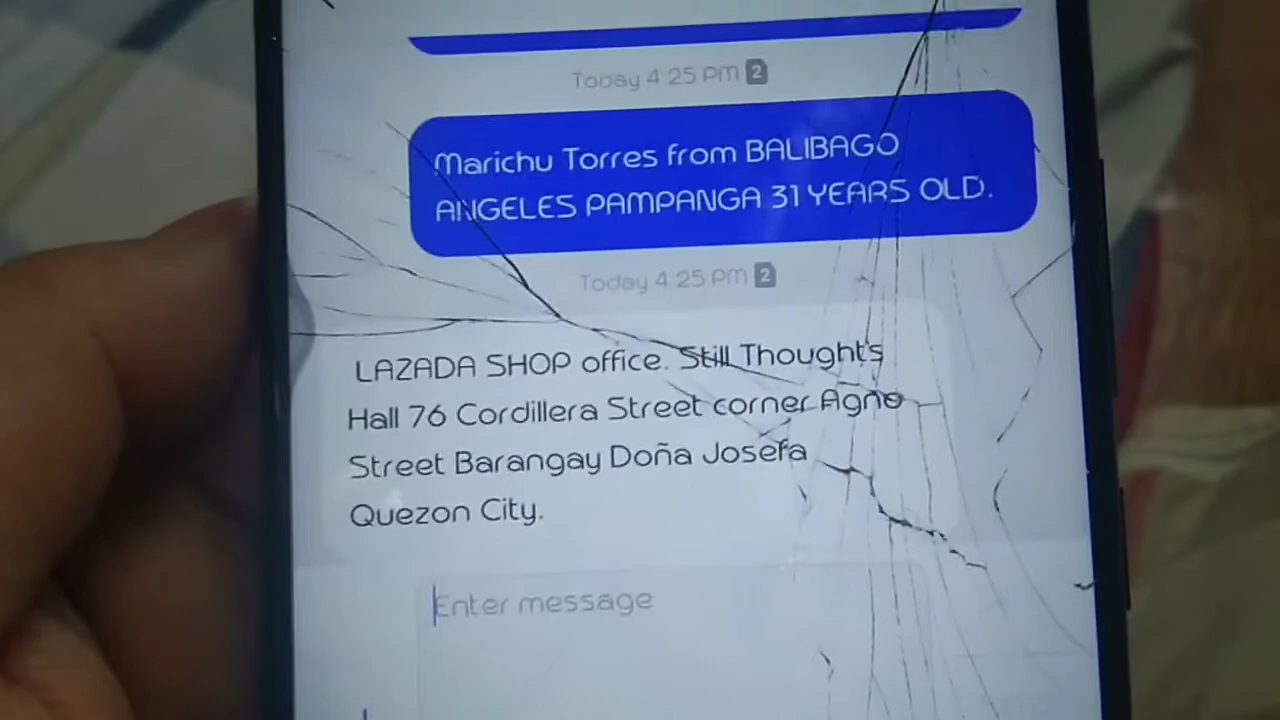 Today 4 25 PM 2
Marichu Torres from BALIBAGO
ANGELES PAMPANGA 31 YEARS OLD.
Today 4 25 PM 2
LAZADA SHOP office. Still Thought's
Hall 76 Cordillera Street corner Agno
Street Barangay Doña Josefa
Quezon City.
Enter message